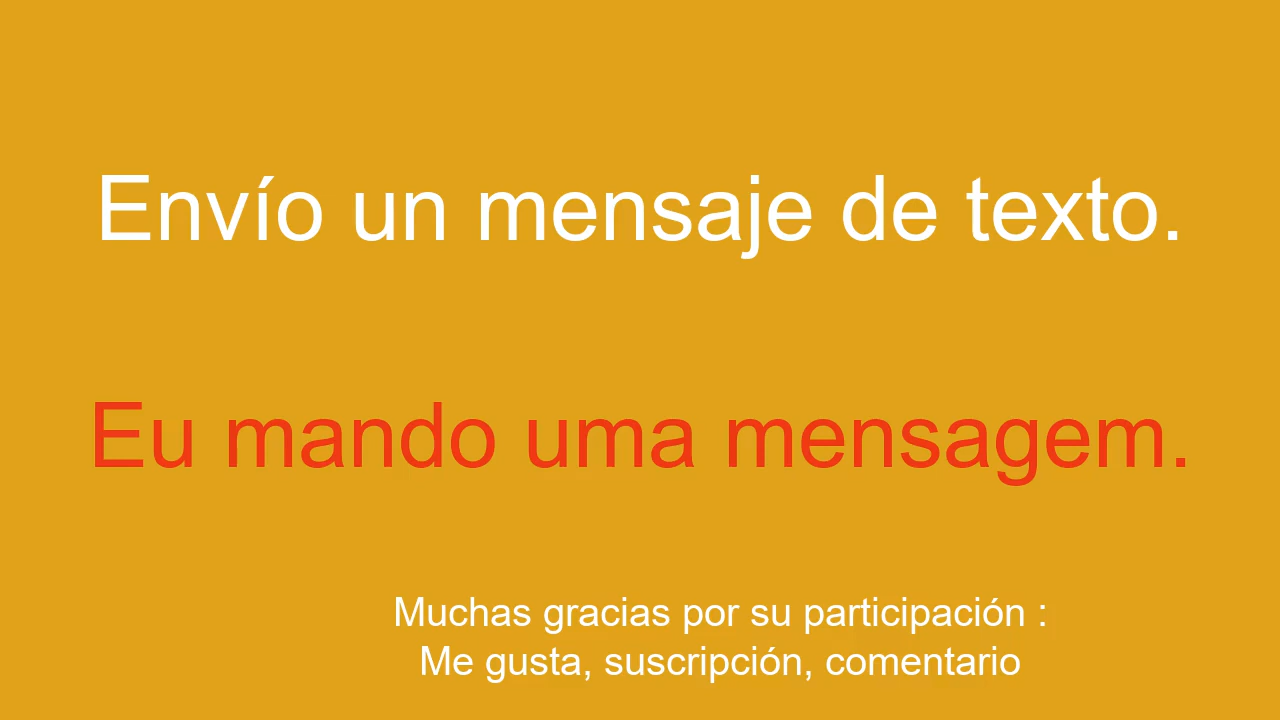 Envío un mensaje de texto.
Eu mando uma mensagem.
Muchas gracias por su participación :
Me gusta, suscripción, comentario